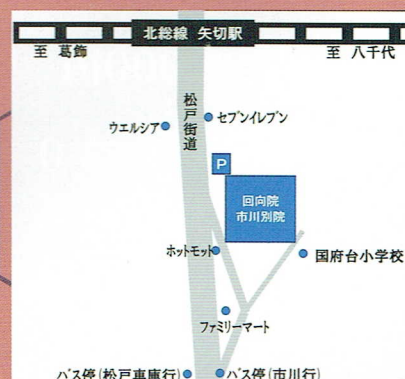 北総線 矢切駅
至 葛飾
至 八千代
松戸街道
セブンイレブン
ウエルシア
P
回向院
市川別院
ホットモット
国府台小学校
ファミリーマート
バス停(松戸車庫行)
バス停(市川行)